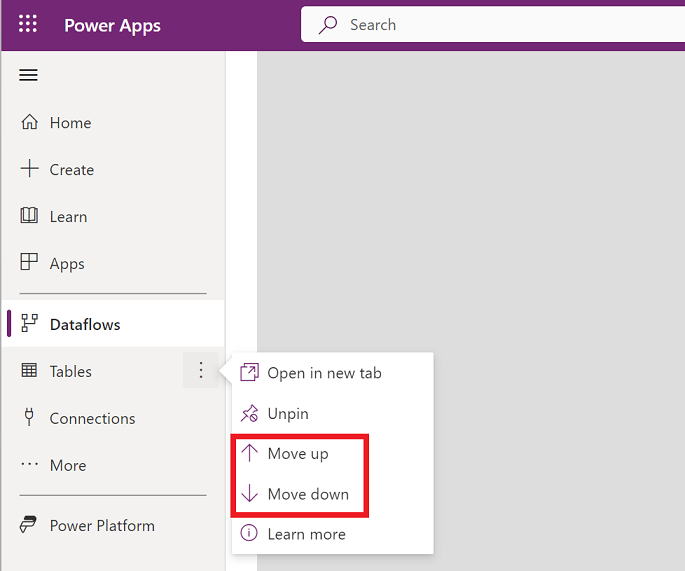 Power Apps
Search
Home
Create
Learn
Apps
Dataflows
Tables
Connections
More
Power Platform
Open in new tab
Unpin
Move up
Move down
Learn more